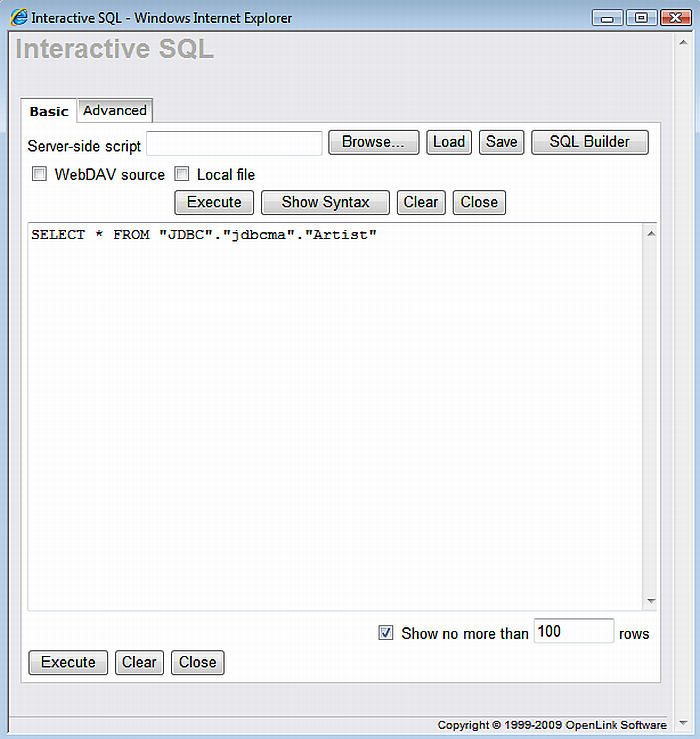 Interactive SQL - Windows Internet Explorer
Interactive SQL
Basic Advanced
Server-side script Browse... Load Save SQL Builder
WebDAV source Local file
Execute Show Syntax Clear Close
SELECT * FROM "JDBC"."jdbcma"."Artist"
Show no more than 100 rows
Execute Clear Close
Copyright © 1999-2009 OpenLink Software